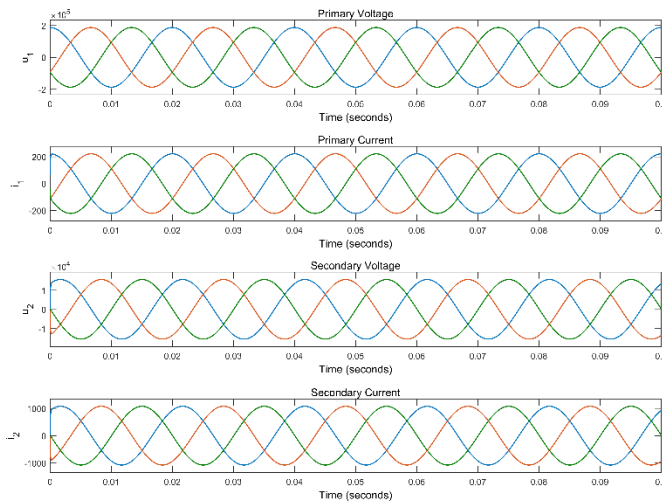 Primary Voltage
×10⁵
2
0
-2
u₁
0 0.01 0.02 0.03 0.04 0.05 0.06 0.07 0.08 0.09 0.
Time (seconds)
Primary Current
200
0
-200
i₁
0 0.01 0.02 0.03 0.04 0.05 0.06 0.07 0.08 0.09 0.
Time (seconds)
Secondary Voltage
×10⁴
1
0
-1
u₂
0 0.01 0.02 0.03 0.04 0.05 0.06 0.07 0.08 0.09 0.
Time (seconds)
Secondary Current
1000
0
-1000
i₂
0 0.01 0.02 0.03 0.04 0.05 0.06 0.07 0.08 0.09 0.
Time (seconds)